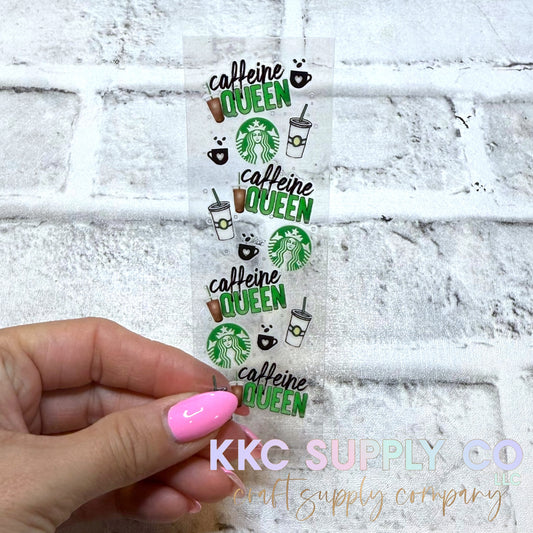 caffeine
QUEEN
caffeine
QUEEN
caffeine
QUEEN
caffeine
QUEEN
KKC SUPPLY CO
LLC
craft supply company